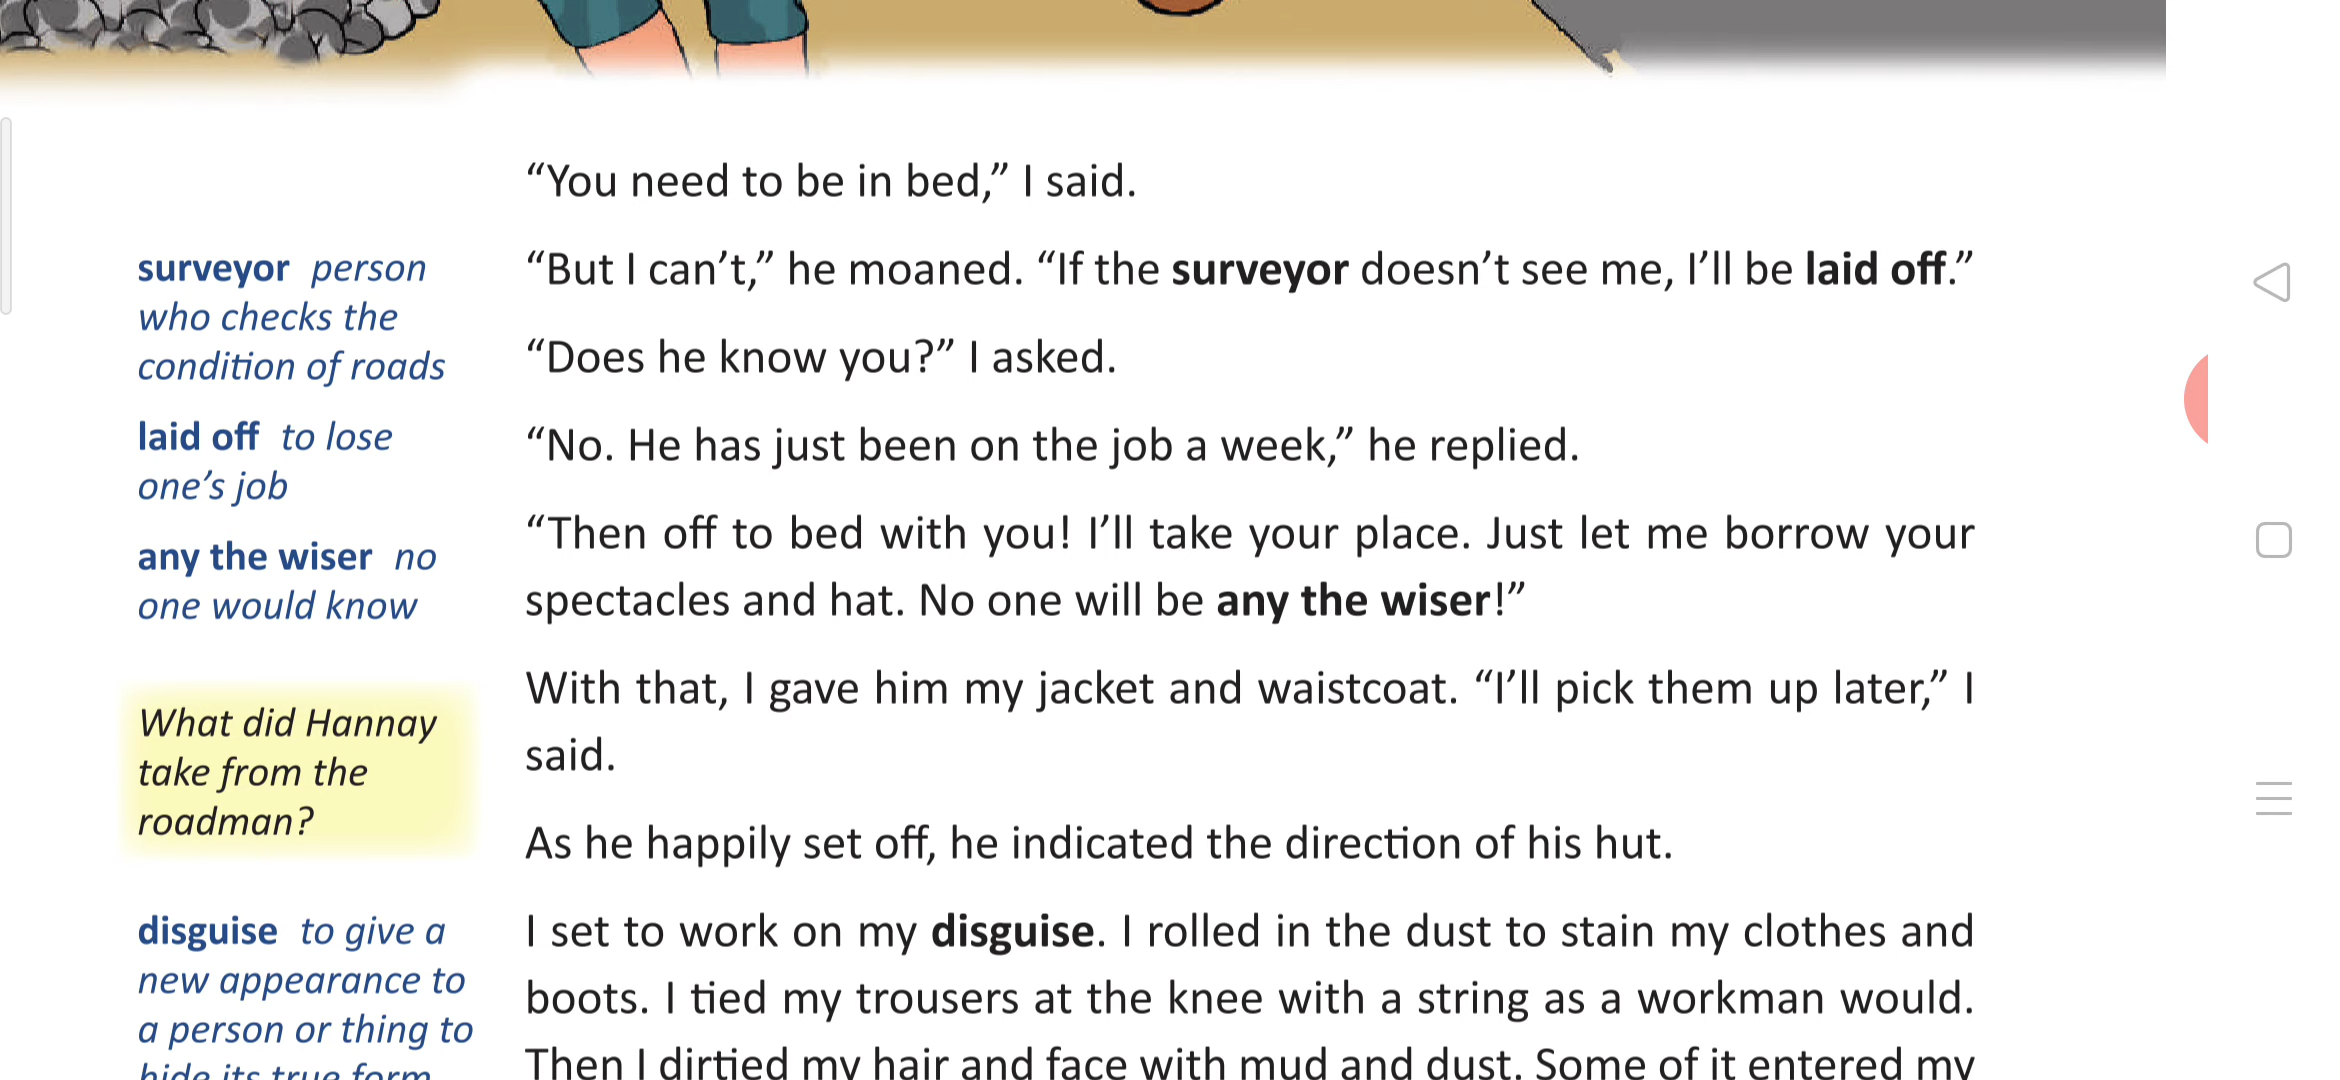 “You need to be in bed,” I said.
surveyor person
who checks the
condition of roads
“But I can’t,” he moaned. “If the surveyor doesn’t see me, I’ll be laid off.”
“Does he know you?” I asked.
laid off to lose
one’s job
“No. He has just been on the job a week,” he replied.
any the wiser no
one would know
“Then off to bed with you! I’ll take your place. Just let me borrow your
spectacles and hat. No one will be any the wiser!”
What did Hannay
take from the
roadman?
With that, I gave him my jacket and waistcoat. “I’ll pick them up later,” I
said.
As he happily set off, he indicated the direction of his hut.
disguise to give a
new appearance to
a person or thing to
hide its true form
I set to work on my disguise. I rolled in the dust to stain my clothes and
boots. I tied my trousers at the knee with a string as a workman would.
Then I dirtied my hair and face with mud and dust. Some of it entered my